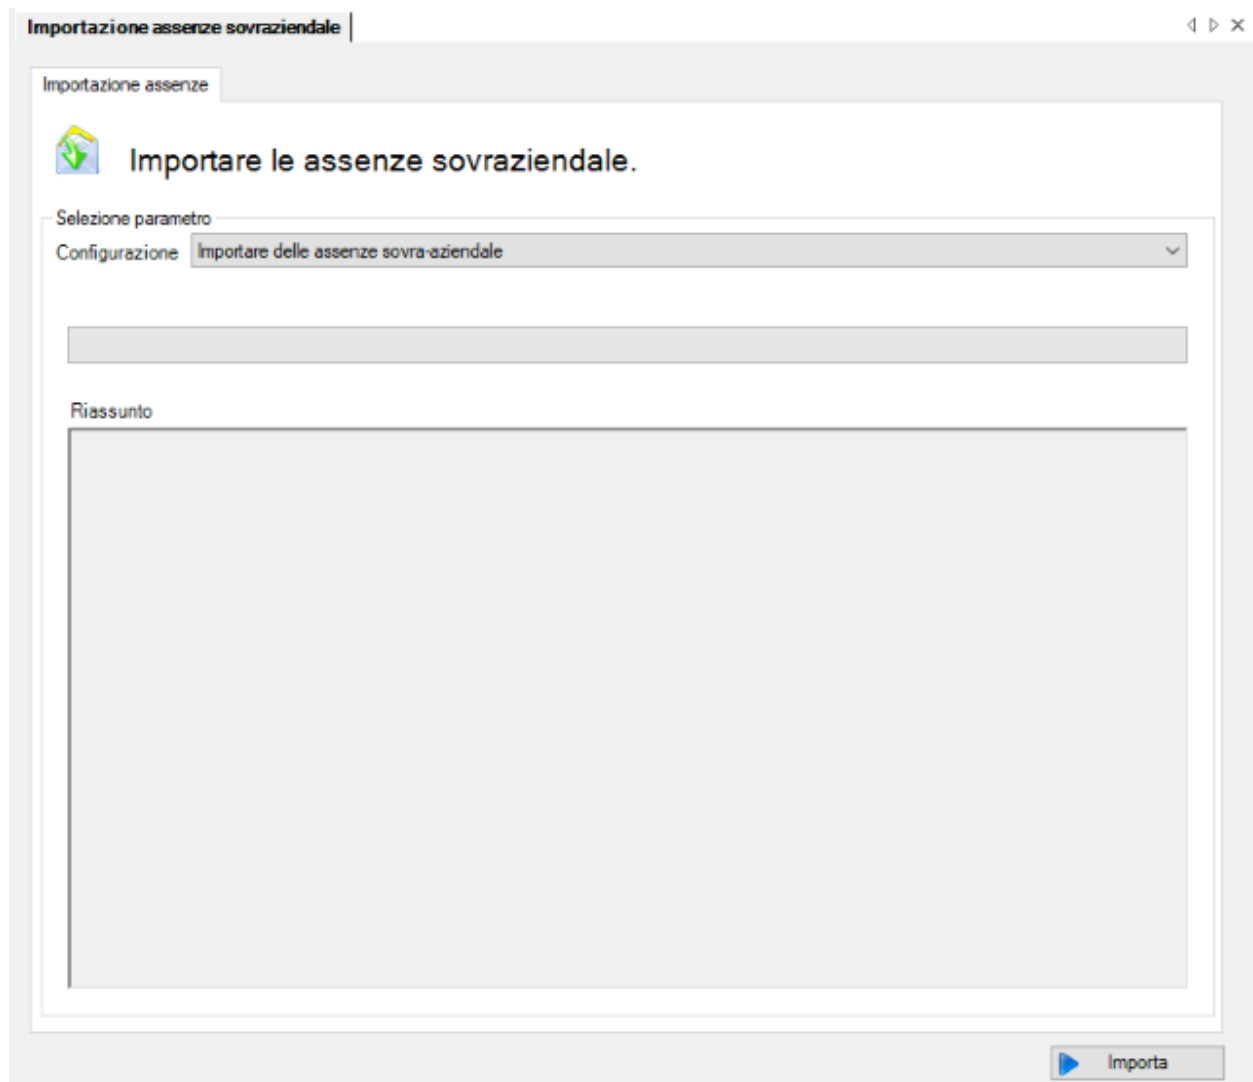 Importazione assenze sovraziendale
Importazione assenze
Importare le assenze sovraziendale.
Selezione parametro
Configurazione Importare delle assenze sovra-aziendale
Riassunto
Importa